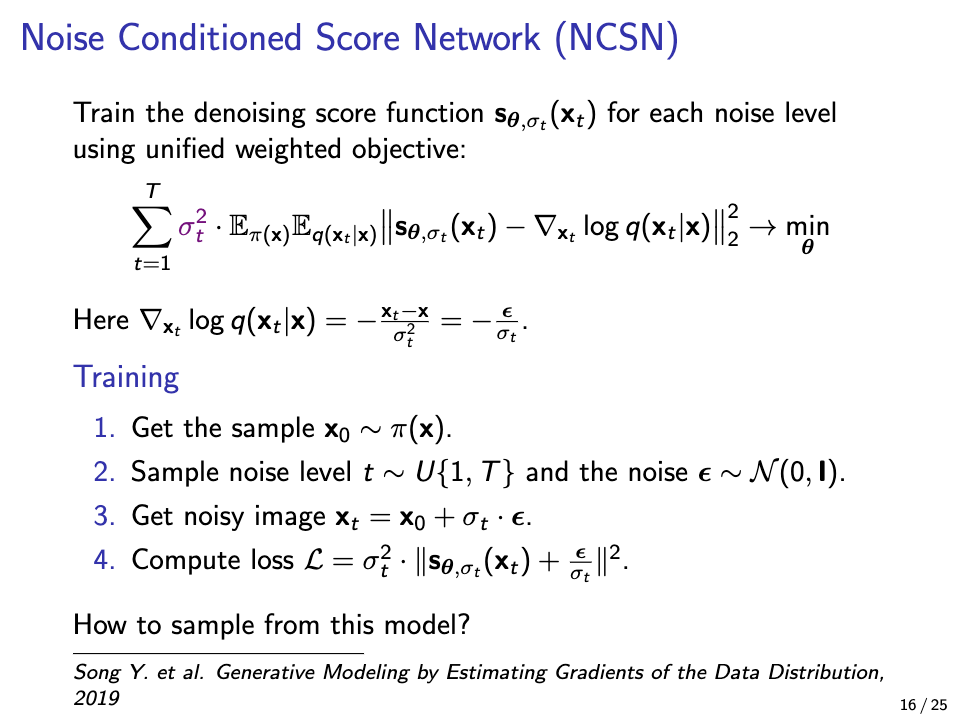 Noise Conditioned Score Network (NCSN)
Train the denoising score function $\mathbf{s}_{\boldsymbol{\theta},\sigma_t}(\mathbf{x}_t)$ for each noise level
using unified weighted objective:
$\sum_{t=1}^{T} \sigma_t^2 \cdot \mathbb{E}_{\pi(\mathbf{x})} \mathbb{E}_{q(\mathbf{x}_t|\mathbf{x})} \left\| \mathbf{s}_{\boldsymbol{\theta},\sigma_t}(\mathbf{x}_t) - \nabla_{\mathbf{x}_t} \log q(\mathbf{x}_t|\mathbf{x}) \right\|_2^2 \to \min_{\boldsymbol{\theta}}$
Here $\nabla_{\mathbf{x}_t} \log q(\mathbf{x}_t|\mathbf{x}) = -\frac{\mathbf{x}_t - \mathbf{x}}{\sigma_t^2} = -\frac{\boldsymbol{\epsilon}}{\sigma_t}$.
Training
1. Get the sample $\mathbf{x}_0 \sim \pi(\mathbf{x})$.
2. Sample noise level $t \sim U\{1, T\}$ and the noise $\boldsymbol{\epsilon} \sim \mathcal{N}(0, \mathbf{I})$.
3. Get noisy image $\mathbf{x}_t = \mathbf{x}_0 + \sigma_t \cdot \boldsymbol{\epsilon}$.
4. Compute loss $\mathcal{L} = \sigma_t^2 \cdot \| \mathbf{s}_{\boldsymbol{\theta},\sigma_t}(\mathbf{x}_t) + \frac{\boldsymbol{\epsilon}}{\sigma_t} \|^2$.
How to sample from this model?
Song Y. et al. Generative Modeling by Estimating Gradients of the Data Distribution,
2019
16 / 25